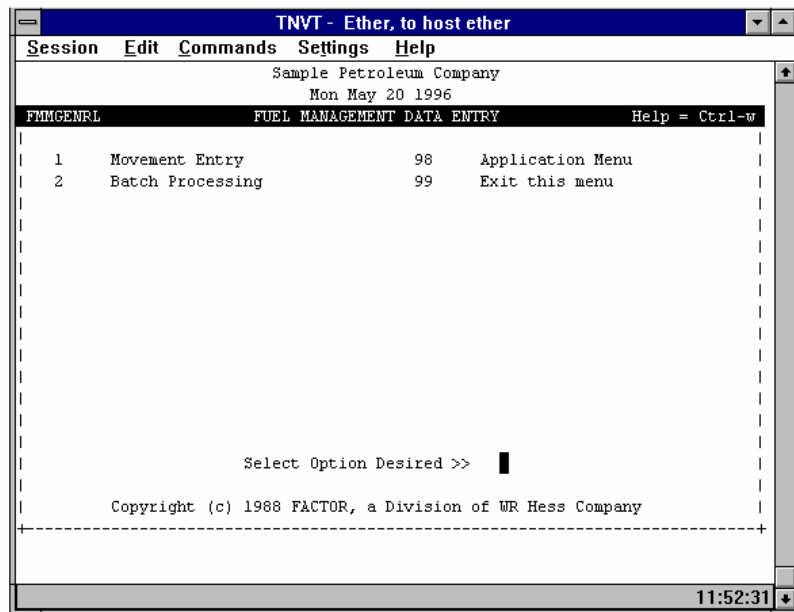 TNVT - Ether, to host ether
Session Edit Commands Settings Help
Sample Petroleum Company
Mon May 20 1996
FMMGENRL FUEL MANAGEMENT DATA ENTRY Help = Ctrl-w
1 Movement Entry 98 Application Menu
2 Batch Processing 99 Exit this menu
Select Option Desired >>
Copyright (c) 1988 FACTOR, a Division of WR Hess Company
11:52:31